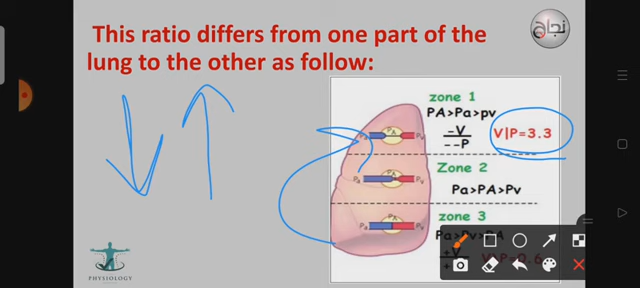 This ratio differs from one part of the
lung to the other as follow:
نجاح
zone 1
PA>Pa>pv
–V
– –P
V|P=3.3
Zone 2
Pa>PA>Pv
zone 3
PHYSIOLOGY